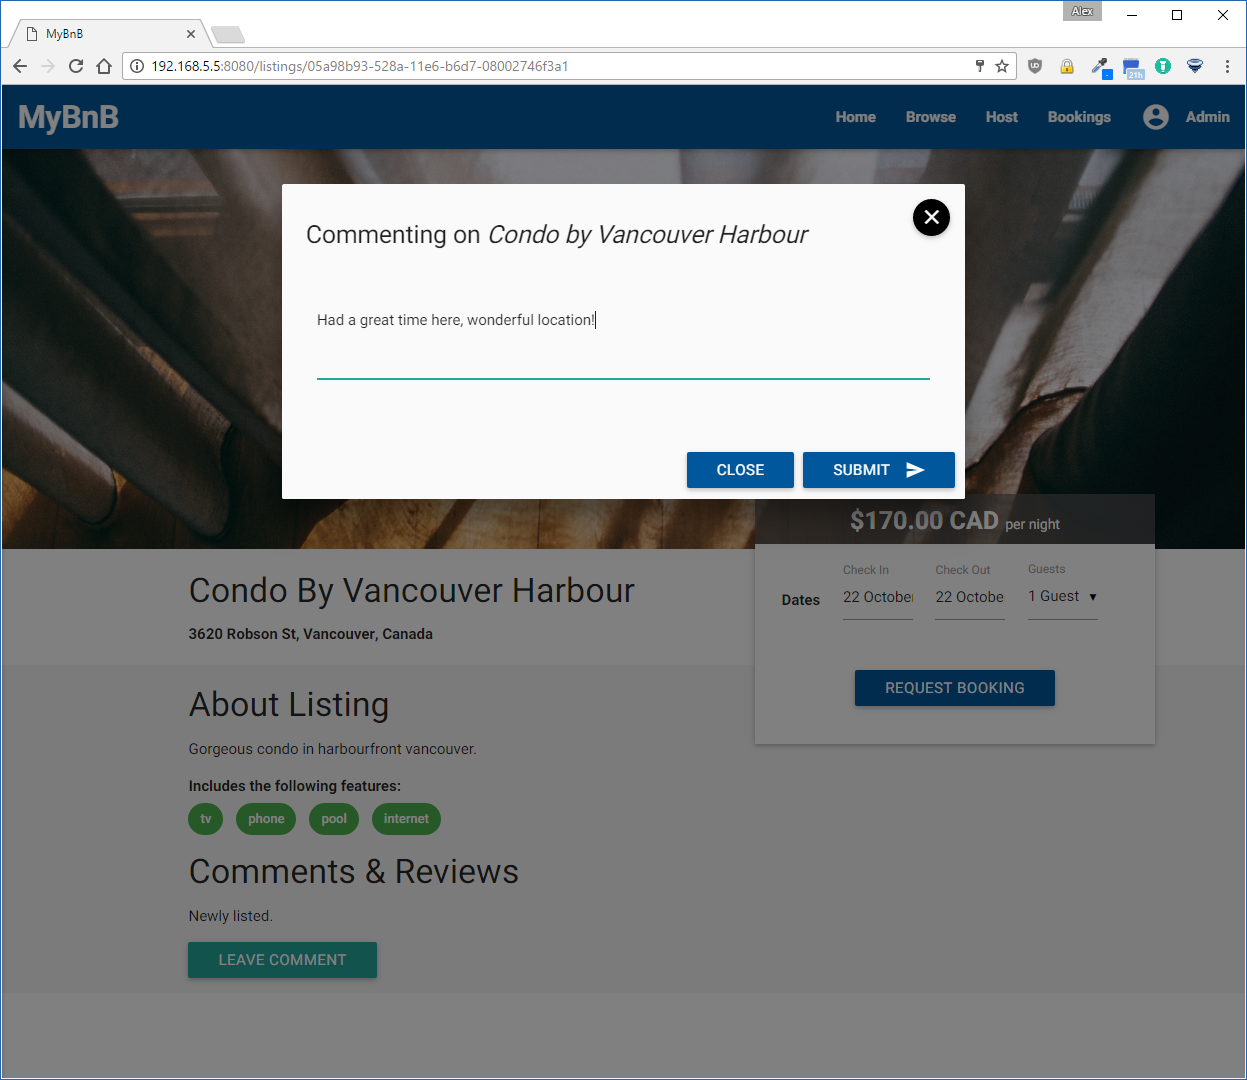 Alex
MyBnB
192.168.5.5:8080/listings/05a98b93-528a-11e6-b6d7-08002746f3a1
21h
MyBnB
Home Browse Host Bookings Admin
Commenting on Condo by Vancouver Harbour
Had a great time here, wonderful location!
CLOSE SUBMIT
$170.00 CAD per night
Check In Check Out Guests
Dates 22 October 22 Octobe 1 Guest
REQUEST BOOKING
Condo By Vancouver Harbour
3620 Robson St, Vancouver, Canada
About Listing
Gorgeous condo in harbourfront vancouver.
Includes the following features:
tv phone pool internet
Comments & Reviews
Newly listed.
LEAVE COMMENT